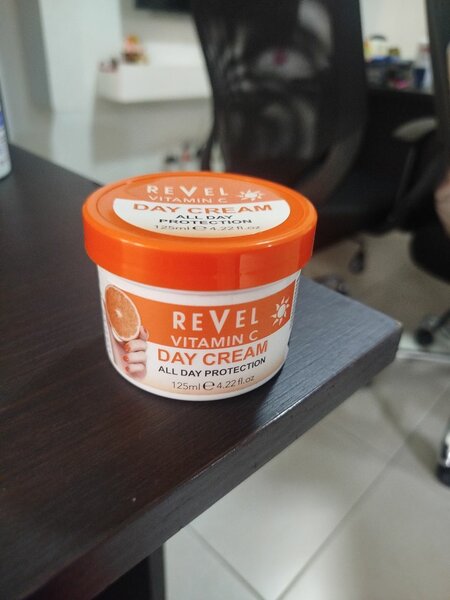 REVEL
VITAMIN C
DAY CREAM
ALL DAY
PROTECTION
125ml ℮ 4.22 fl.oz
REVEL
VITAMIN C
DAY CREAM
ALL DAY PROTECTION
125ml ℮ 4.22 fl.oz